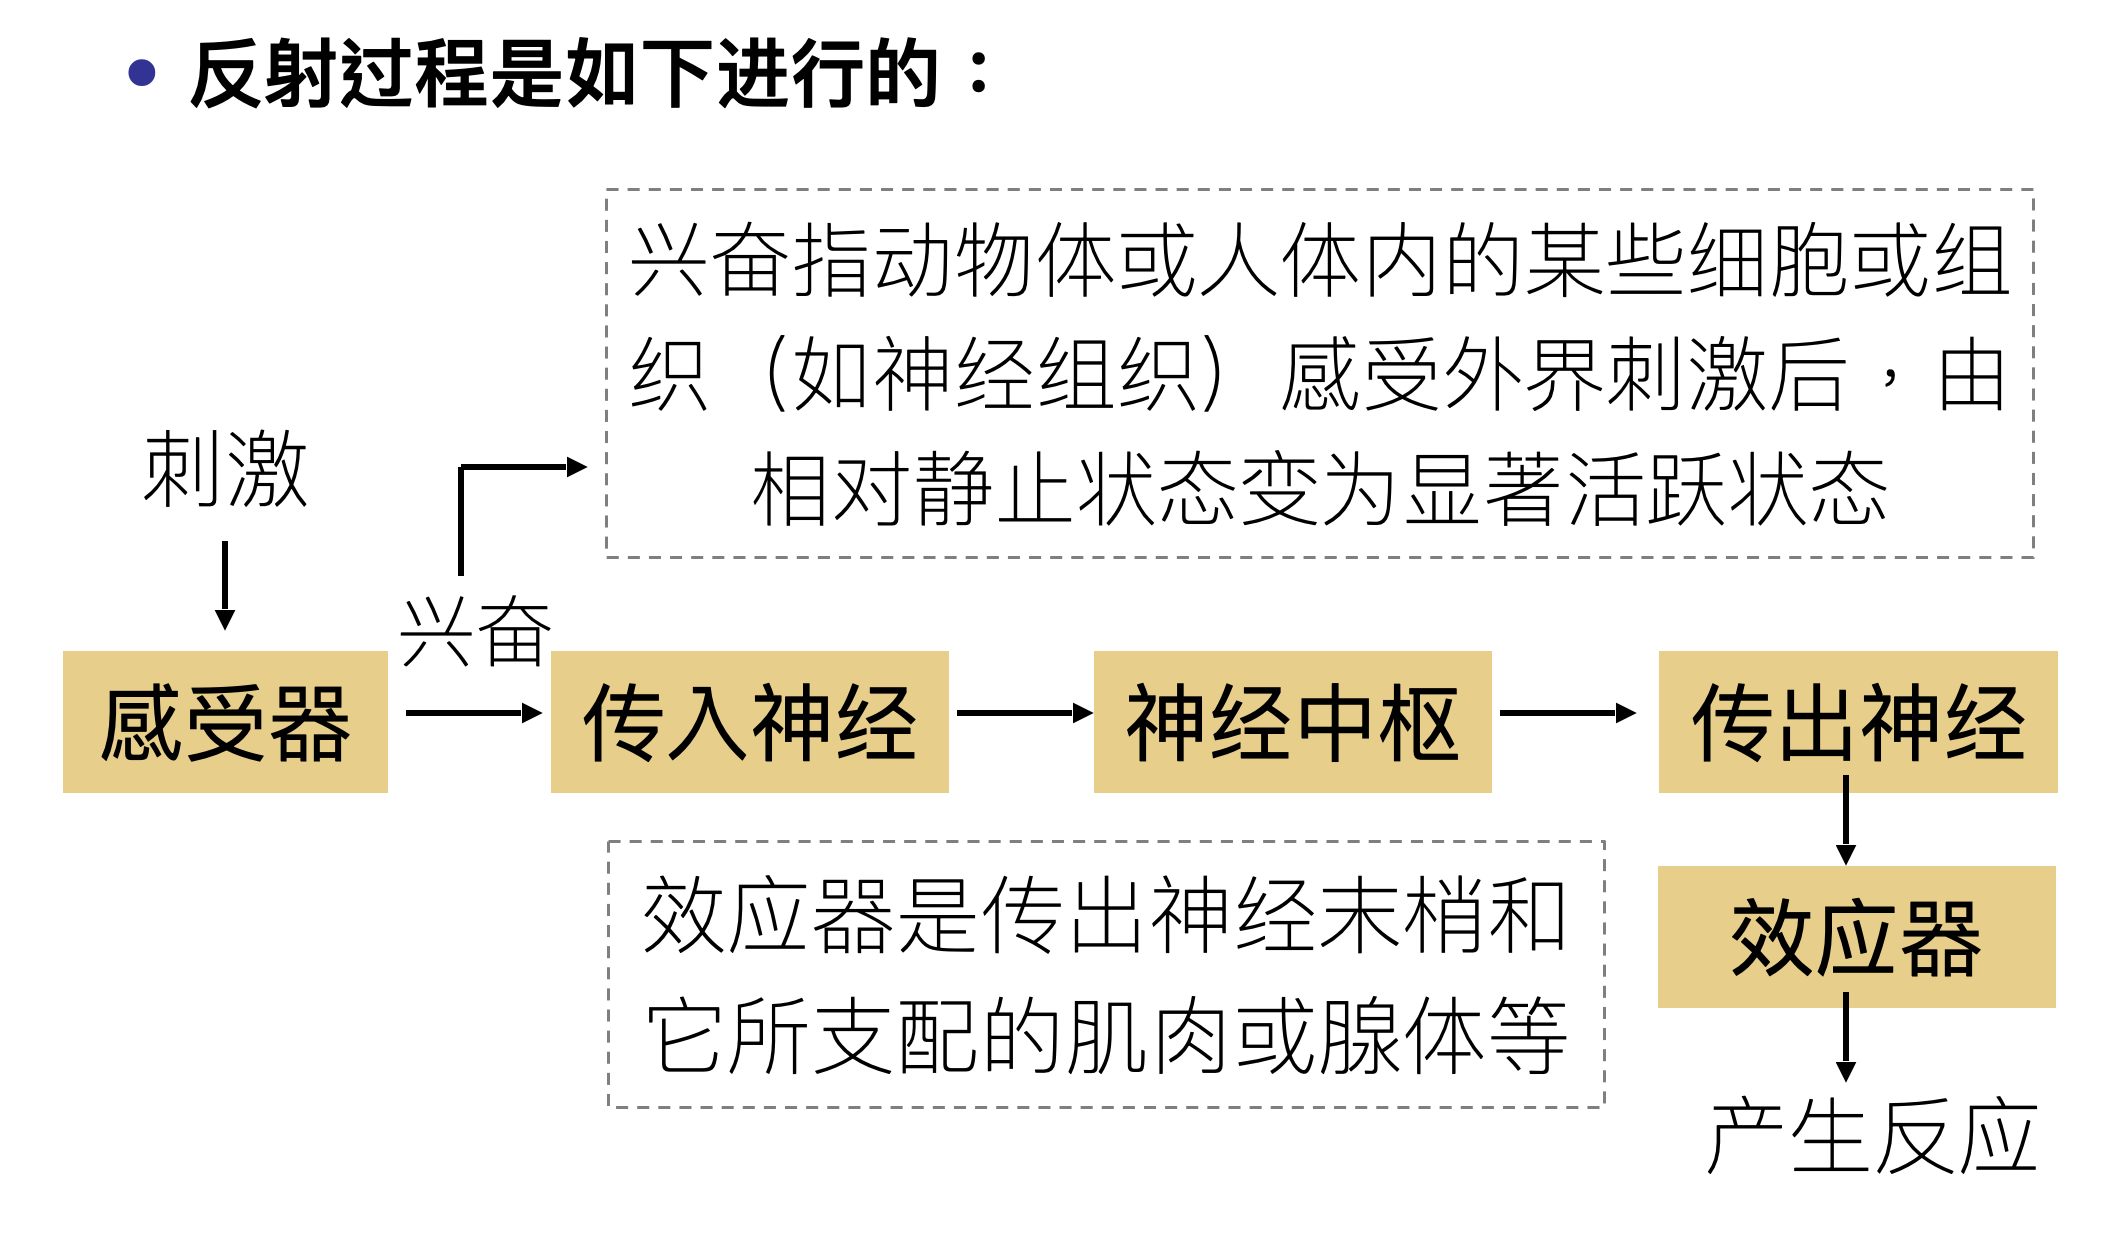 • 反射过程是如下进行的：
兴奋指动物体或人体内的某些细胞或组
织（如神经组织）感受外界刺激后，由
相对静止状态变为显著活跃状态
刺激
兴奋
感受器
传入神经
神经中枢
传出神经
效应器是传出神经末梢和
它所支配的肌肉或腺体等
效应器
产生反应